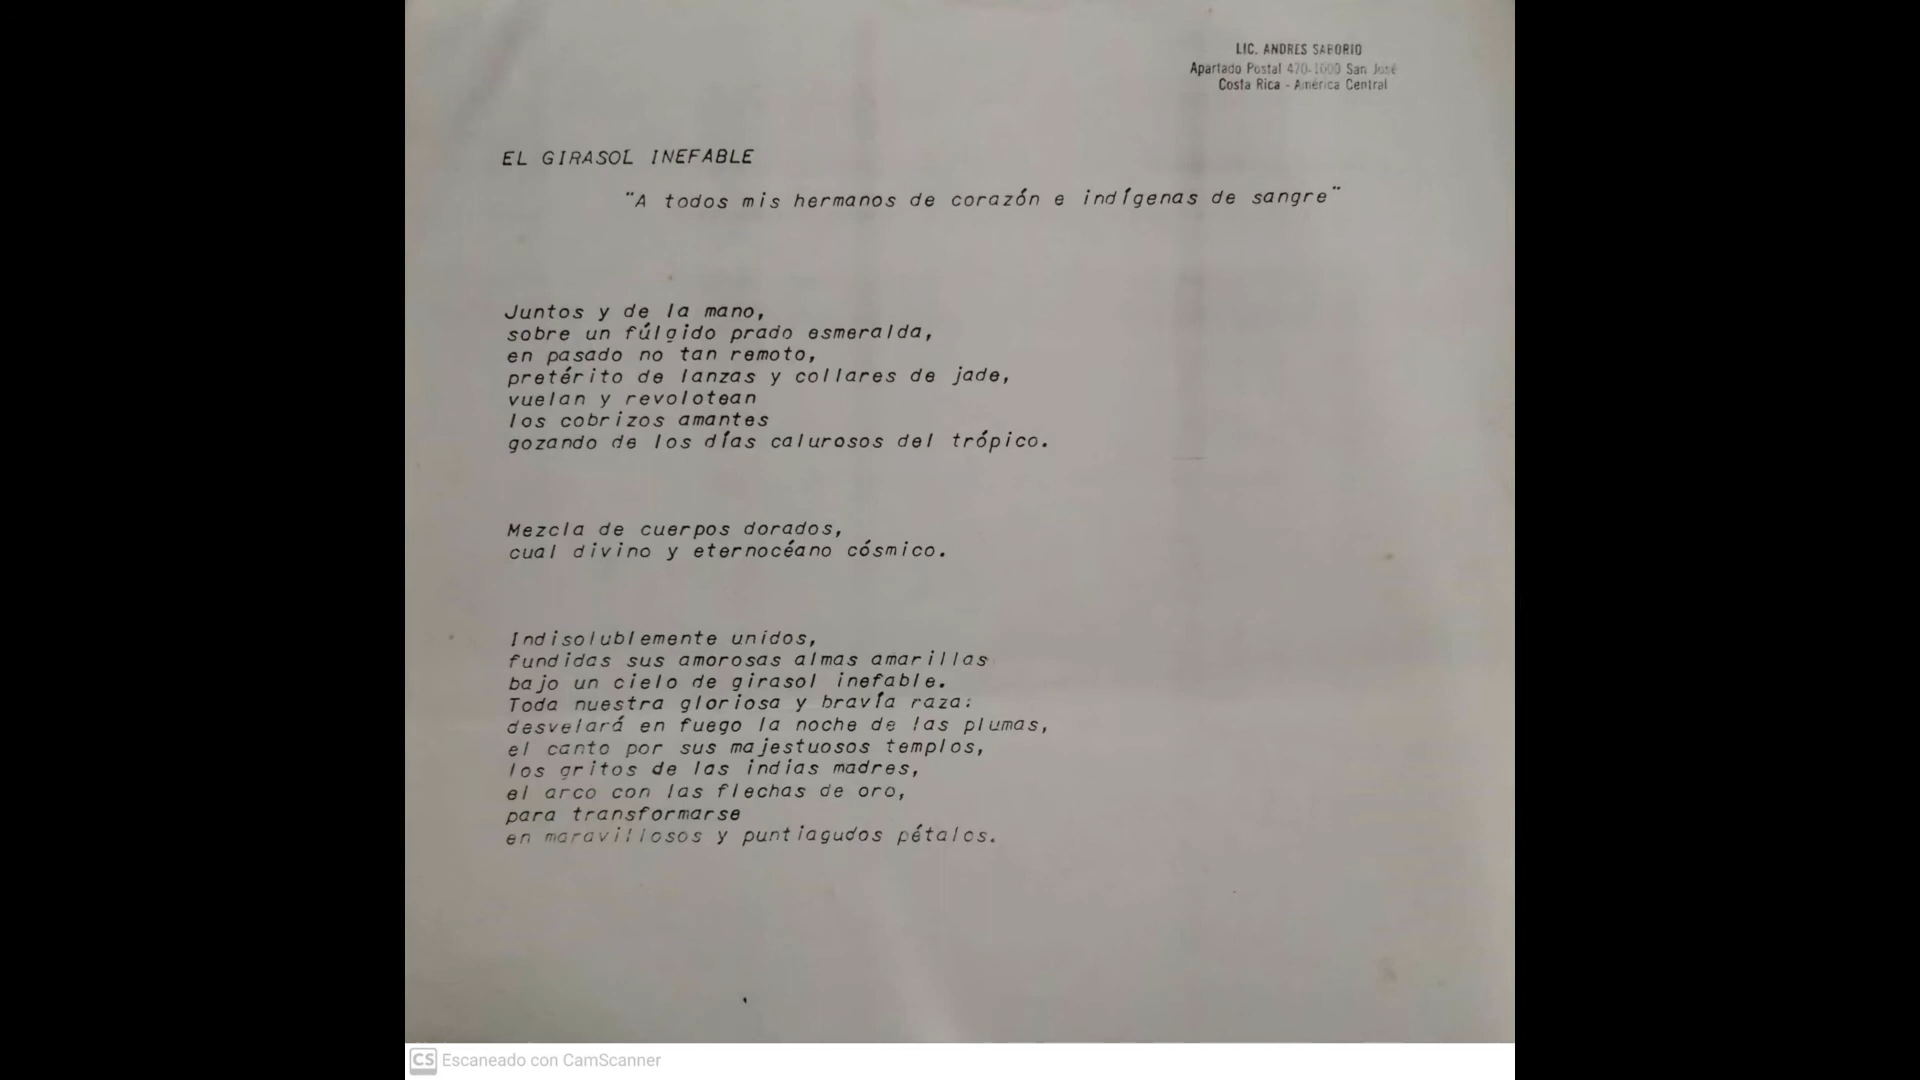 LIC. ANDRES SABORIO
Apartado Postal 470-1000 San José
Costa Rica - América Central
EL GIRASOL INEFABLE
"A todos mis hermanos de corazón e indígenas de sangre"
Juntos y de la mano,
sobre un fúlgido prado esmeralda,
en pasado no tan remoto,
pretérito de lanzas y collares de jade,
vuelan y revolotean
los cobrizos amantes
gozando de los días calurosos del trópico.
Mezcla de cuerpos dorados,
cual divino y eternocéano cósmico.
Indisolublemente unidos,
fundidas sus amorosas almas amarillas
bajo un cielo de girasol inefable.
Toda nuestra gloriosa y bravía raza:
desvelará en fuego la noche de las plumas,
el canto por sus majestuosos templos,
los gritos de las indias madres,
el arco con las flechas de oro,
para transformarse
en maravillosos y puntiagudos pétalos.
CS Escaneado con CamScanner